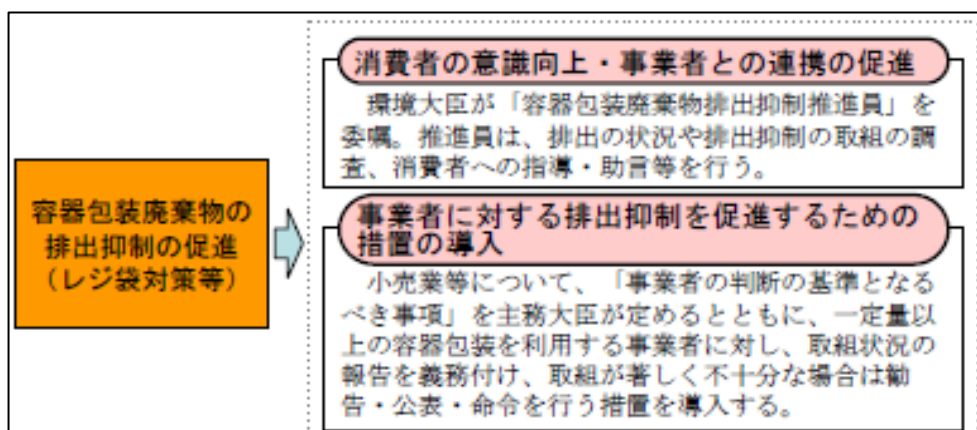 容器包装廃棄物の
排出抑制の促進
（レジ袋対策等）
消費者の意識向上・事業者との連携の促進
環境大臣が「容器包装廃棄物排出抑制推進員」を
委嘱。推進員は、排出の状況や排出抑制の取組の調
査、消費者への指導・助言等を行う。
事業者に対する排出抑制を促進するための
措置の導入
小売業等について、「事業者の判断の基準となる
べき事項」を主務大臣が定めるとともに、一定量以
上の容器包装を利用する事業者に対し、取組状況の
報告を義務付け、取組が著しく不十分な場合は勧
告・公表・命令を行う措置を導入する。